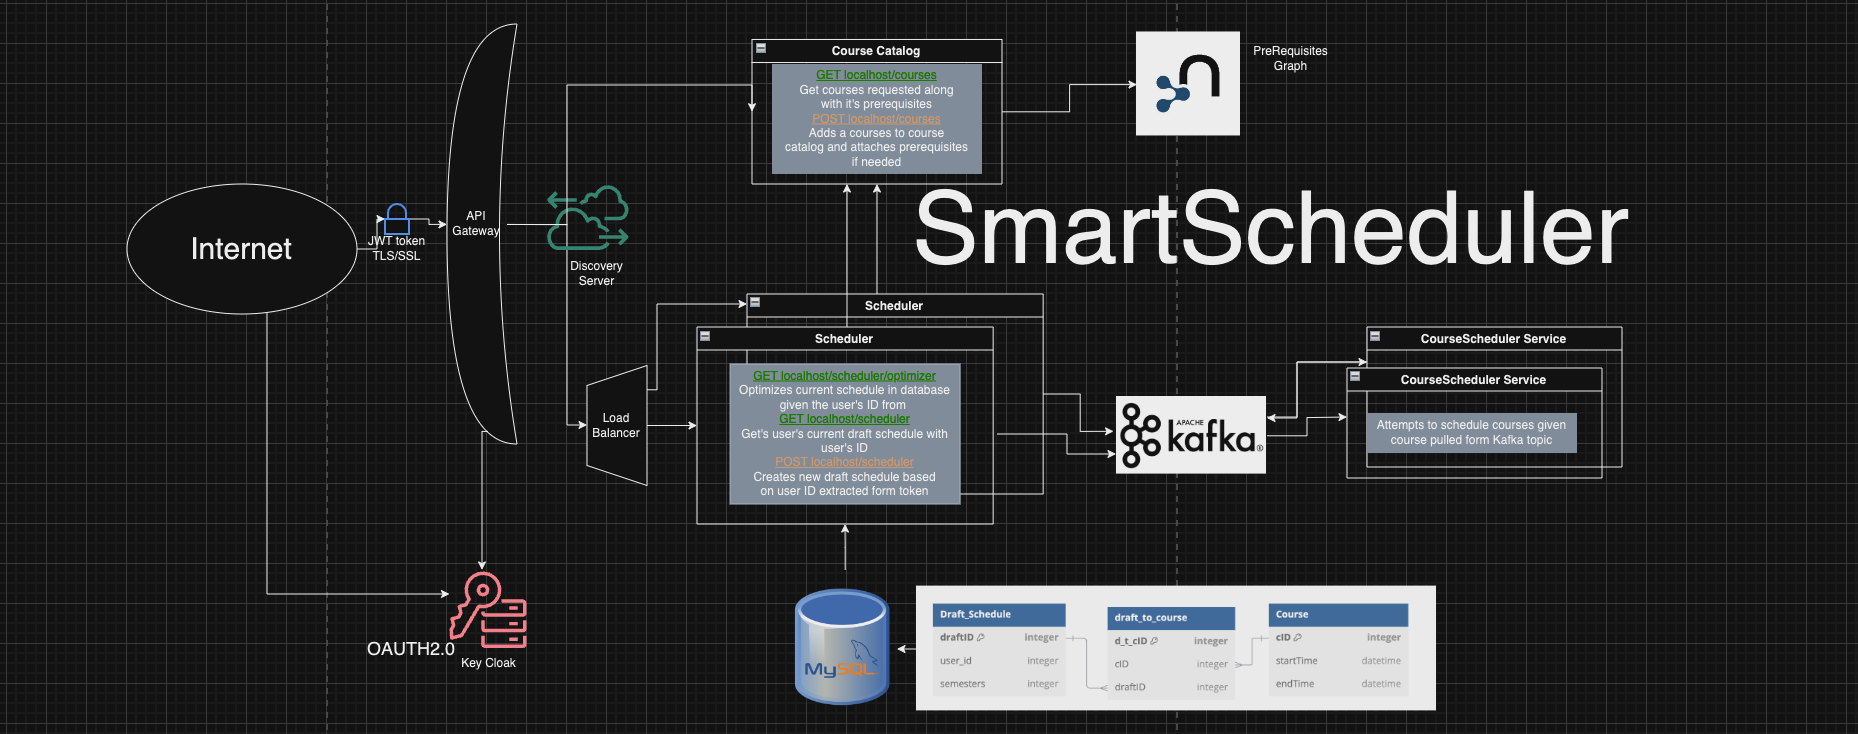 Course Catalog
GET localhost/courses
Get courses requested along
with it's prerequisites
POST localhost/courses
Adds a courses to course
catalog and attaches prerequisites
if needed
PreRequisites
Graph
SmartScheduler
Internet
JWT token
TLS/SSL
API
Gateway
Discovery
Server
Scheduler
Scheduler
GET localhost/scheduler/optimizer
Optimizes current schedule in database
given the user's ID from
GET localhost/scheduler
Get's user's current draft schedule with
user's ID
POST localhost/scheduler
Creates new draft schedule based
on user ID extracted form token
Load
Balancer
APACHE
kafka®
CourseScheduler Service
CourseScheduler Service
Attempts to schedule courses given
course pulled form Kafka topic
OAUTH2.0
Key Cloak
MySQL
Draft_Schedule
draftID integer
user_id integer
semesters integer
draft_to_course
d_t_cID integer
cID integer
draftID integer
Course
cID integer
startTime datetime
endTime datetime